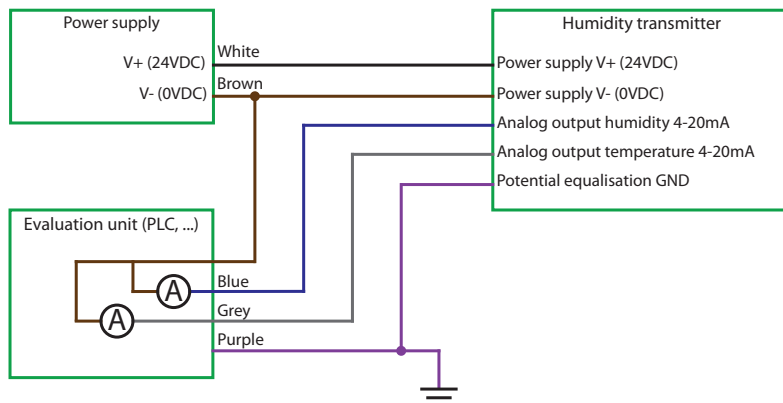 Power supply
V+ (24VDC)
V- (0VDC)
White
Brown
Humidity transmitter
Power supply V+ (24VDC)
Power supply V- (0VDC)
Analog output humidity 4-20mA
Analog output temperature 4-20mA
Potential equalisation GND
Evaluation unit (PLC, ...)
A
Blue
A
Grey
Purple